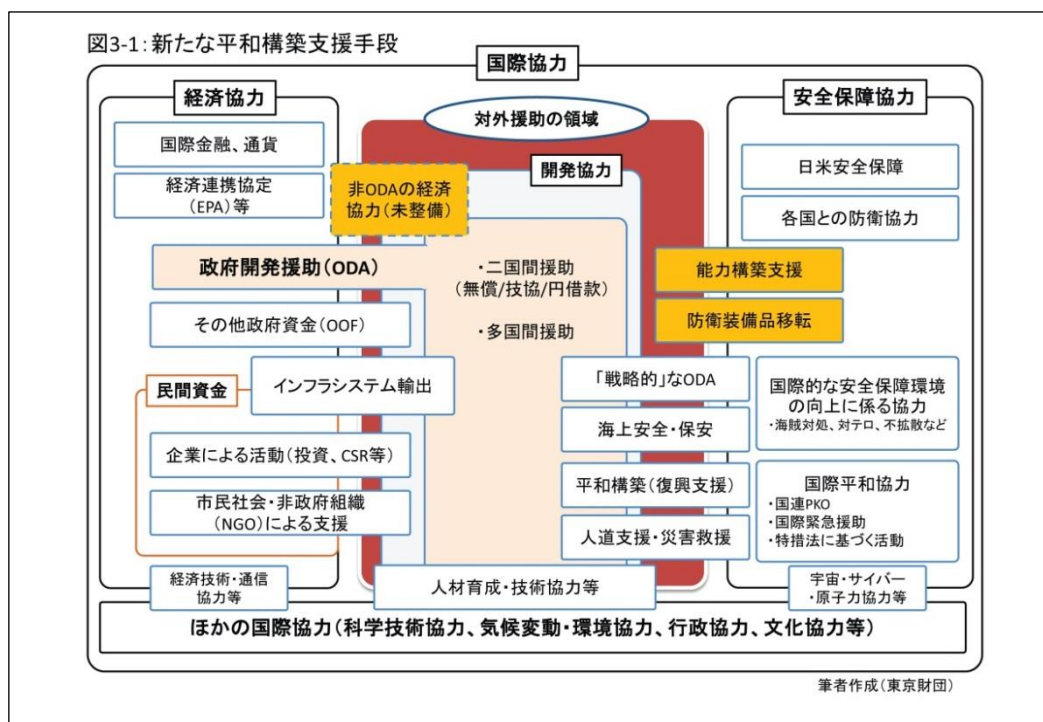 図3-1：新たな平和構築支援手段
国際協力
経済協力
国際金融、通貨
経済連携協定
（EPA）等
対外援助の領域
開発協力
非ODAの経済
協力（未整備）
安全保障協力
日米安全保障
各国との防衛協力
政府開発援助（ODA）
・二国間援助
（無償/技協/円借款）
・多国間援助
能力構築支援
防衛装備品移転
その他政府資金（OOF）
民間資金
インフラシステム輸出
企業による活動（投資、CSR等）
市民社会・非政府組織
（NGO）による支援
「戦略的」なODA
海上安全・保安
平和構築（復興支援）
人道支援・災害救援
国際的な安全保障環境
の向上に係る協力
・海賊対処、対テロ、不拡散など
国際平和協力
・国連PKO
・国際緊急援助
・特措法に基づく活動
経済技術・通信
協力等
人材育成・技術協力等
宇宙・サイバー
・原子力協力等
ほかの国際協力（科学技術協力、気候変動・環境協力、行政協力、文化協力等）
筆者作成（東京財団）